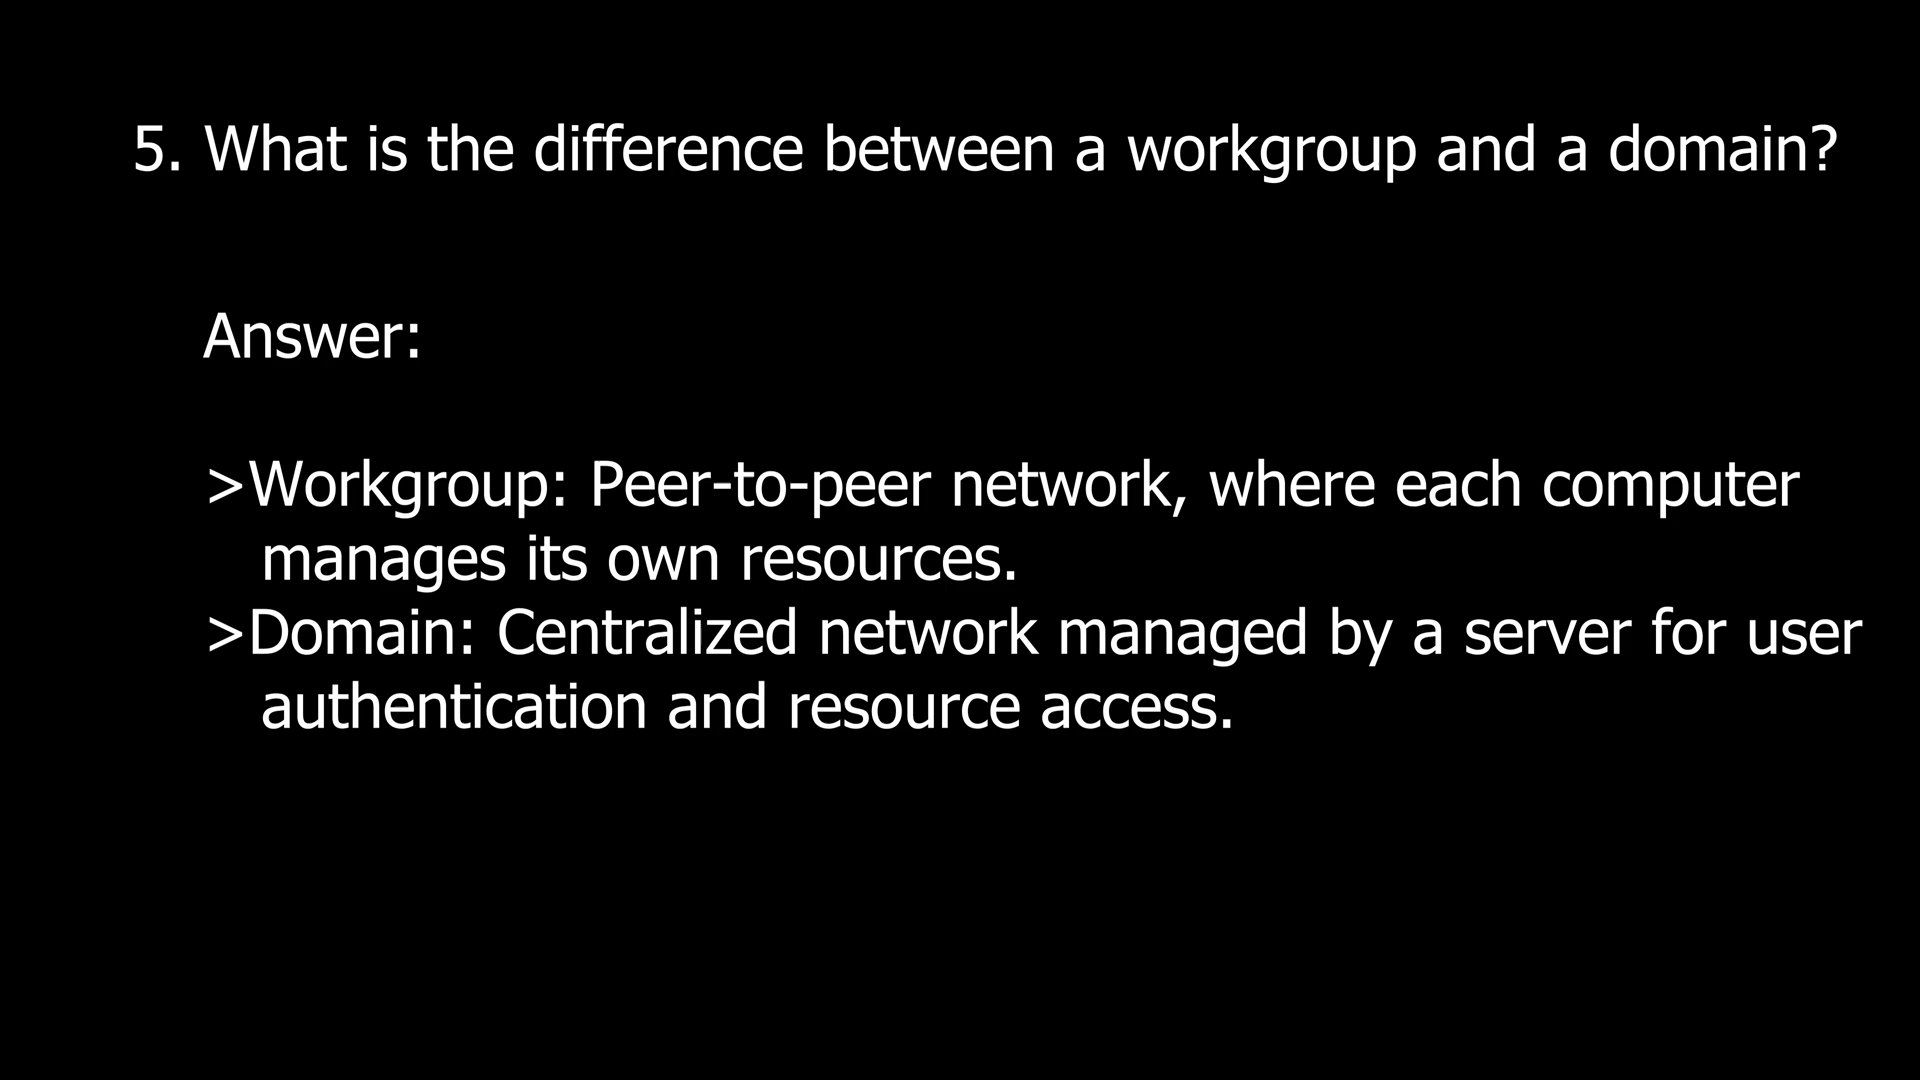 5. What is the difference between a workgroup and a domain?
Answer:
>Workgroup: Peer-to-peer network, where each computer
manages its own resources.
>Domain: Centralized network managed by a server for user
authentication and resource access.